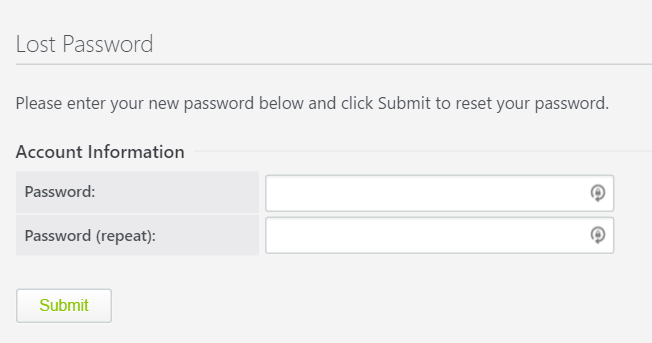 Lost Password
Please enter your new password below and click Submit to reset your password.
Account Information
Password:
Password (repeat):
Submit